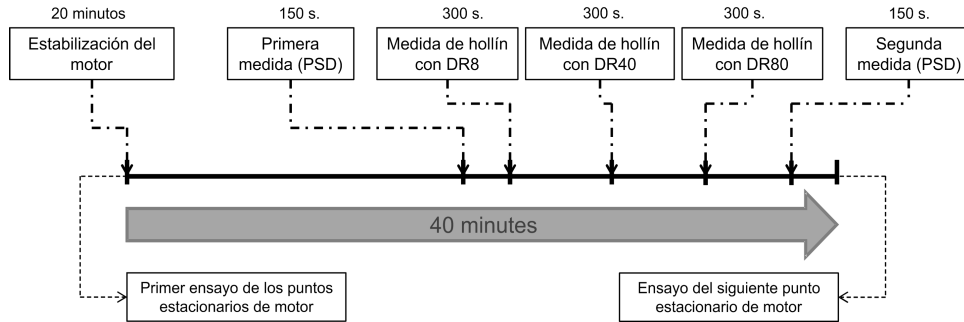 20 minutos
150 s.
300 s.
300 s.
300 s.
150 s.
Estabilización del
motor
Primera
medida (PSD)
Medida de hollín
con DR8
Medida de hollín
con DR40
Medida de hollín
con DR80
Segunda
medida (PSD)
40 minutes
Primer ensayo de los puntos
estacionarios de motor
Ensayo del siguiente punto
estacionario de motor